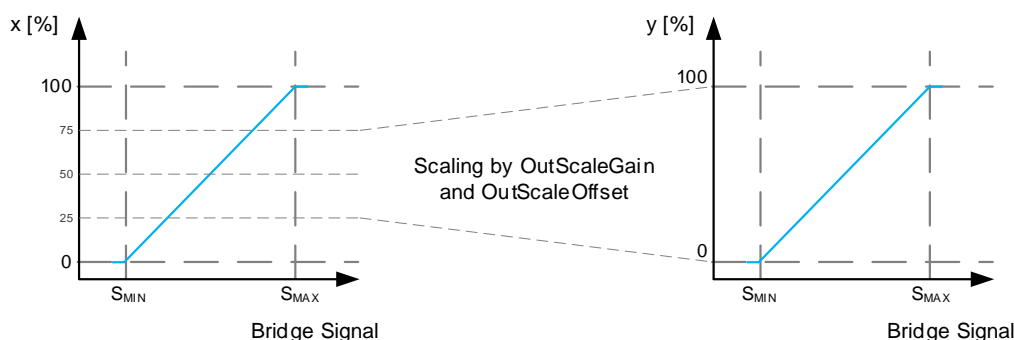 x [%]
100
75
50
25
0
SMIN
SMAX
Bridge Signal
Scaling by OutScaleGain
and OutScaleOffset
y [%]
100
0
SMIN
SMAX
Bridge Signal